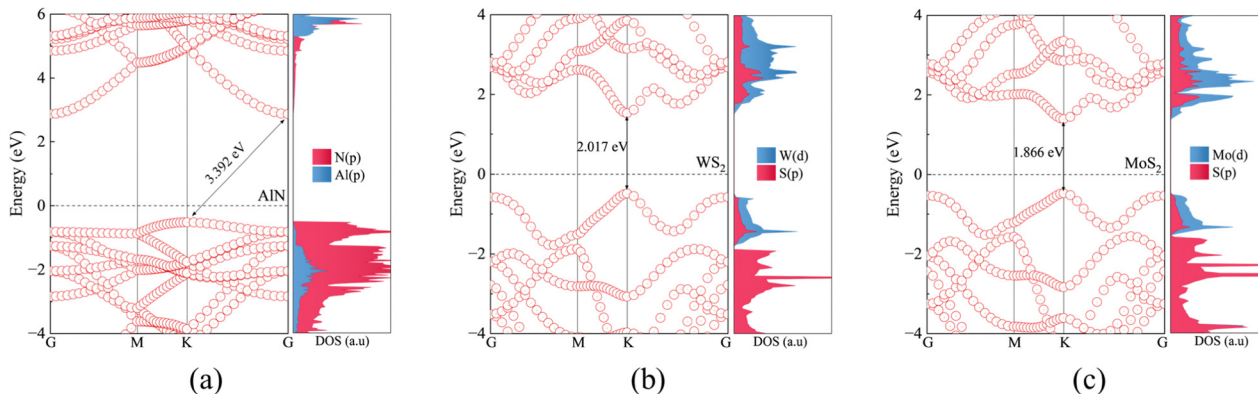 6
4
2
0
−2
−4
Energy (eV)
3.392 eV
AlN
N(p)
Al(p)
G
M
K
G
DOS (a.u)
(a)
4
2
0
−2
−4
Energy (eV)
2.017 eV
WS2
W(d)
S(p)
G
M
K
G
DOS (a.u)
(b)
4
2
0
−2
−4
Energy (eV)
1.866 eV
MoS2
Mo(d)
S(p)
G
M
K
G
DOS (a.u)
(c)